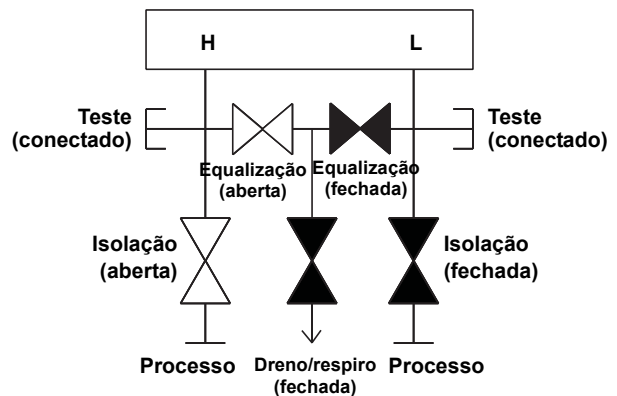 H
L
Teste
(conectado)
Teste
(conectado)
Equalização
(aberta)
Equalização
(fechada)
Isolação
(aberta)
Isolação
(fechada)
Processo
Dreno/respiro
(fechada)
Processo